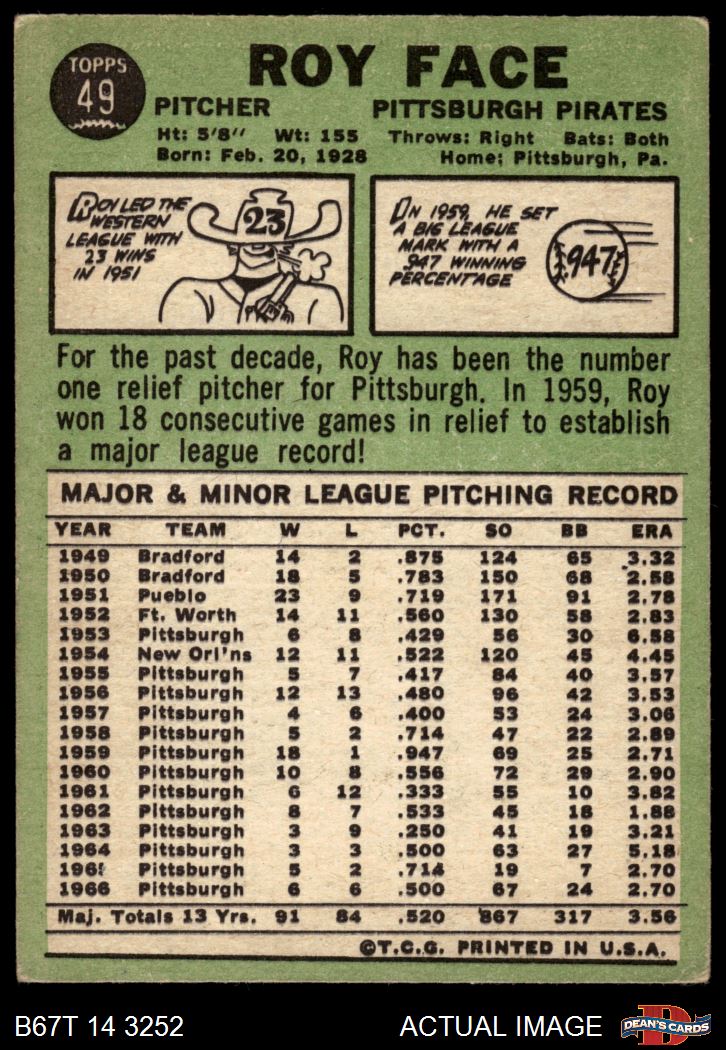 TOPPS
49
ROY FACE
PITCHER PITTSBURGH PIRATES
Ht: 5'8" Wt: 155 Throws: Right Bats: Both
Born: Feb. 20, 1928 Home: Pittsburgh, Pa.
ROY LED THE
WESTERN
LEAGUE WITH
23 WINS
IN 1951
23
IN 1959, HE SET
A BIG LEAGUE
MARK WITH A
.947 WINNING
PERCENTAGE
.947
For the past decade, Roy has been the number
one relief pitcher for Pittsburgh. In 1959, Roy
won 18 consecutive games in relief to establish
a major league record!
MAJOR & MINOR LEAGUE PITCHING RECORD
YEAR TEAM W L PCT. SO BB ERA
1949 Bradford 14 2 .875 124 65 3.32
1950 Bradford 18 5 .783 150 68 2.58
1951 Pueblo 23 9 .719 171 91 2.78
1952 Ft. Worth 14 11 .560 130 58 2.83
1953 Pittsburgh 6 8 .429 56 30 6.58
1954 New Orl'ns 12 11 .522 120 45 4.45
1955 Pittsburgh 5 7 .417 84 40 3.57
1956 Pittsburgh 12 13 .480 96 42 3.53
1957 Pittsburgh 4 6 .400 53 24 3.06
1958 Pittsburgh 5 2 .714 47 22 2.89
1959 Pittsburgh 18 1 .947 69 25 2.71
1960 Pittsburgh 10 8 .556 72 29 2.90
1961 Pittsburgh 6 12 .333 55 10 3.82
1962 Pittsburgh 8 7 .533 45 18 1.88
1963 Pittsburgh 3 9 .250 41 19 3.21
1964 Pittsburgh 3 3 .500 63 27 5.18
1965 Pittsburgh 5 2 .714 19 7 2.70
1966 Pittsburgh 6 6 .500 67 24 2.70
Maj. Totals 13 Yrs. 91 84 .520 867 317 3.56
©T.C.G. PRINTED IN U.S.A.
B67T 14 3252 ACTUAL IMAGE
D
DEAN'S CARDS